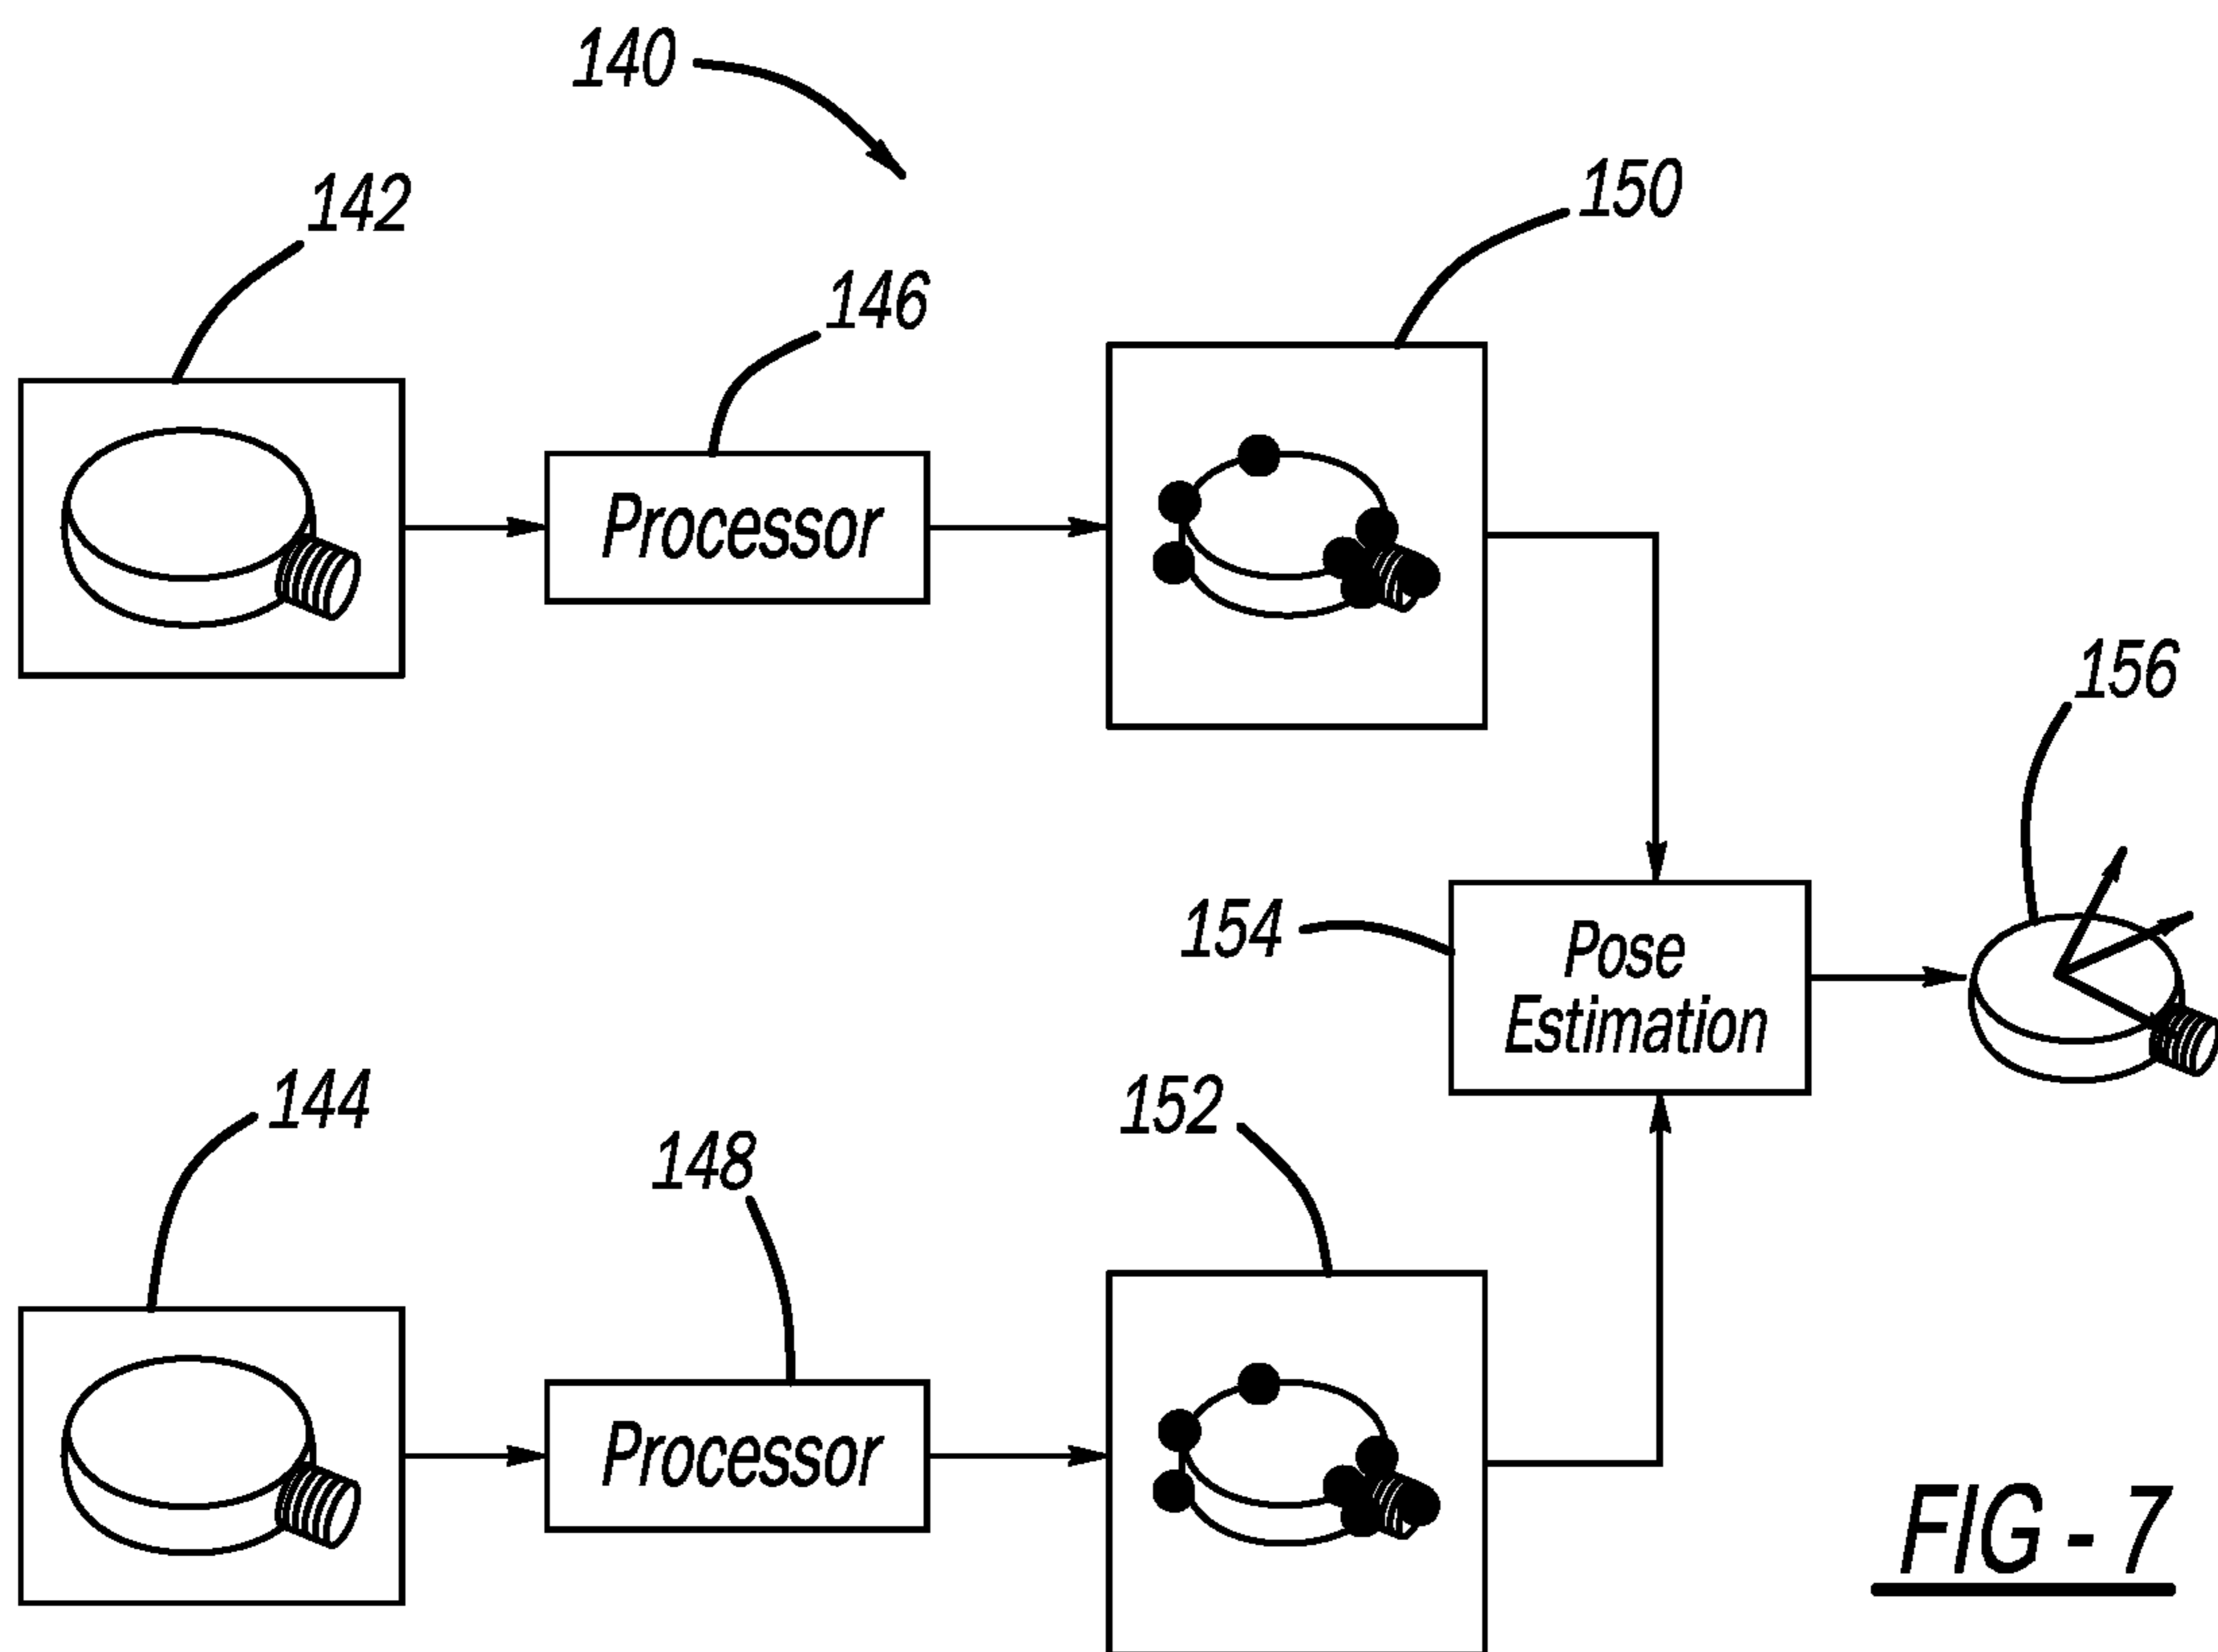 140
142
150
146
Processor
156
154
Pose
Estimation
144
152
148
Processor
FIG - 7